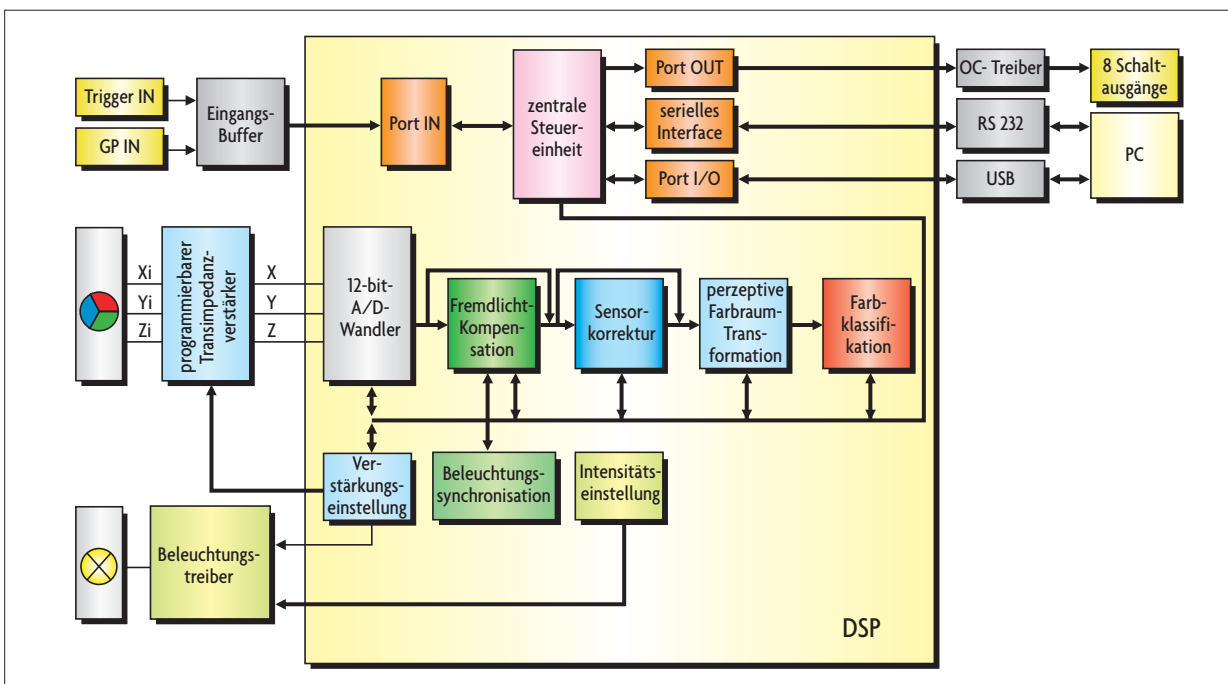 Trigger IN
GP IN
Eingangs-
Buffer
Port IN
zentrale
Steuer-
einheit
Port OUT
serielles
Interface
Port I/O
OC- Treiber
RS 232
USB
8 Schalt-
ausgänge
PC
Xi
Yi
Zi
programmierbarer
Transimpedanz-
verstärker
X
Y
Z
12-bit-
A/D-
Wandler
Fremdlicht-
Kompen-
sation
Sensor-
korrektur
perzeptive
Farbraum-
Trans-
formation
Farb-
klassifi-
kation
Ver-
stärkungs-
einstellung
Beleuchtungs-
synchronisation
Intensitäts-
einstellung
Beleuchtungs-
treiber
DSP